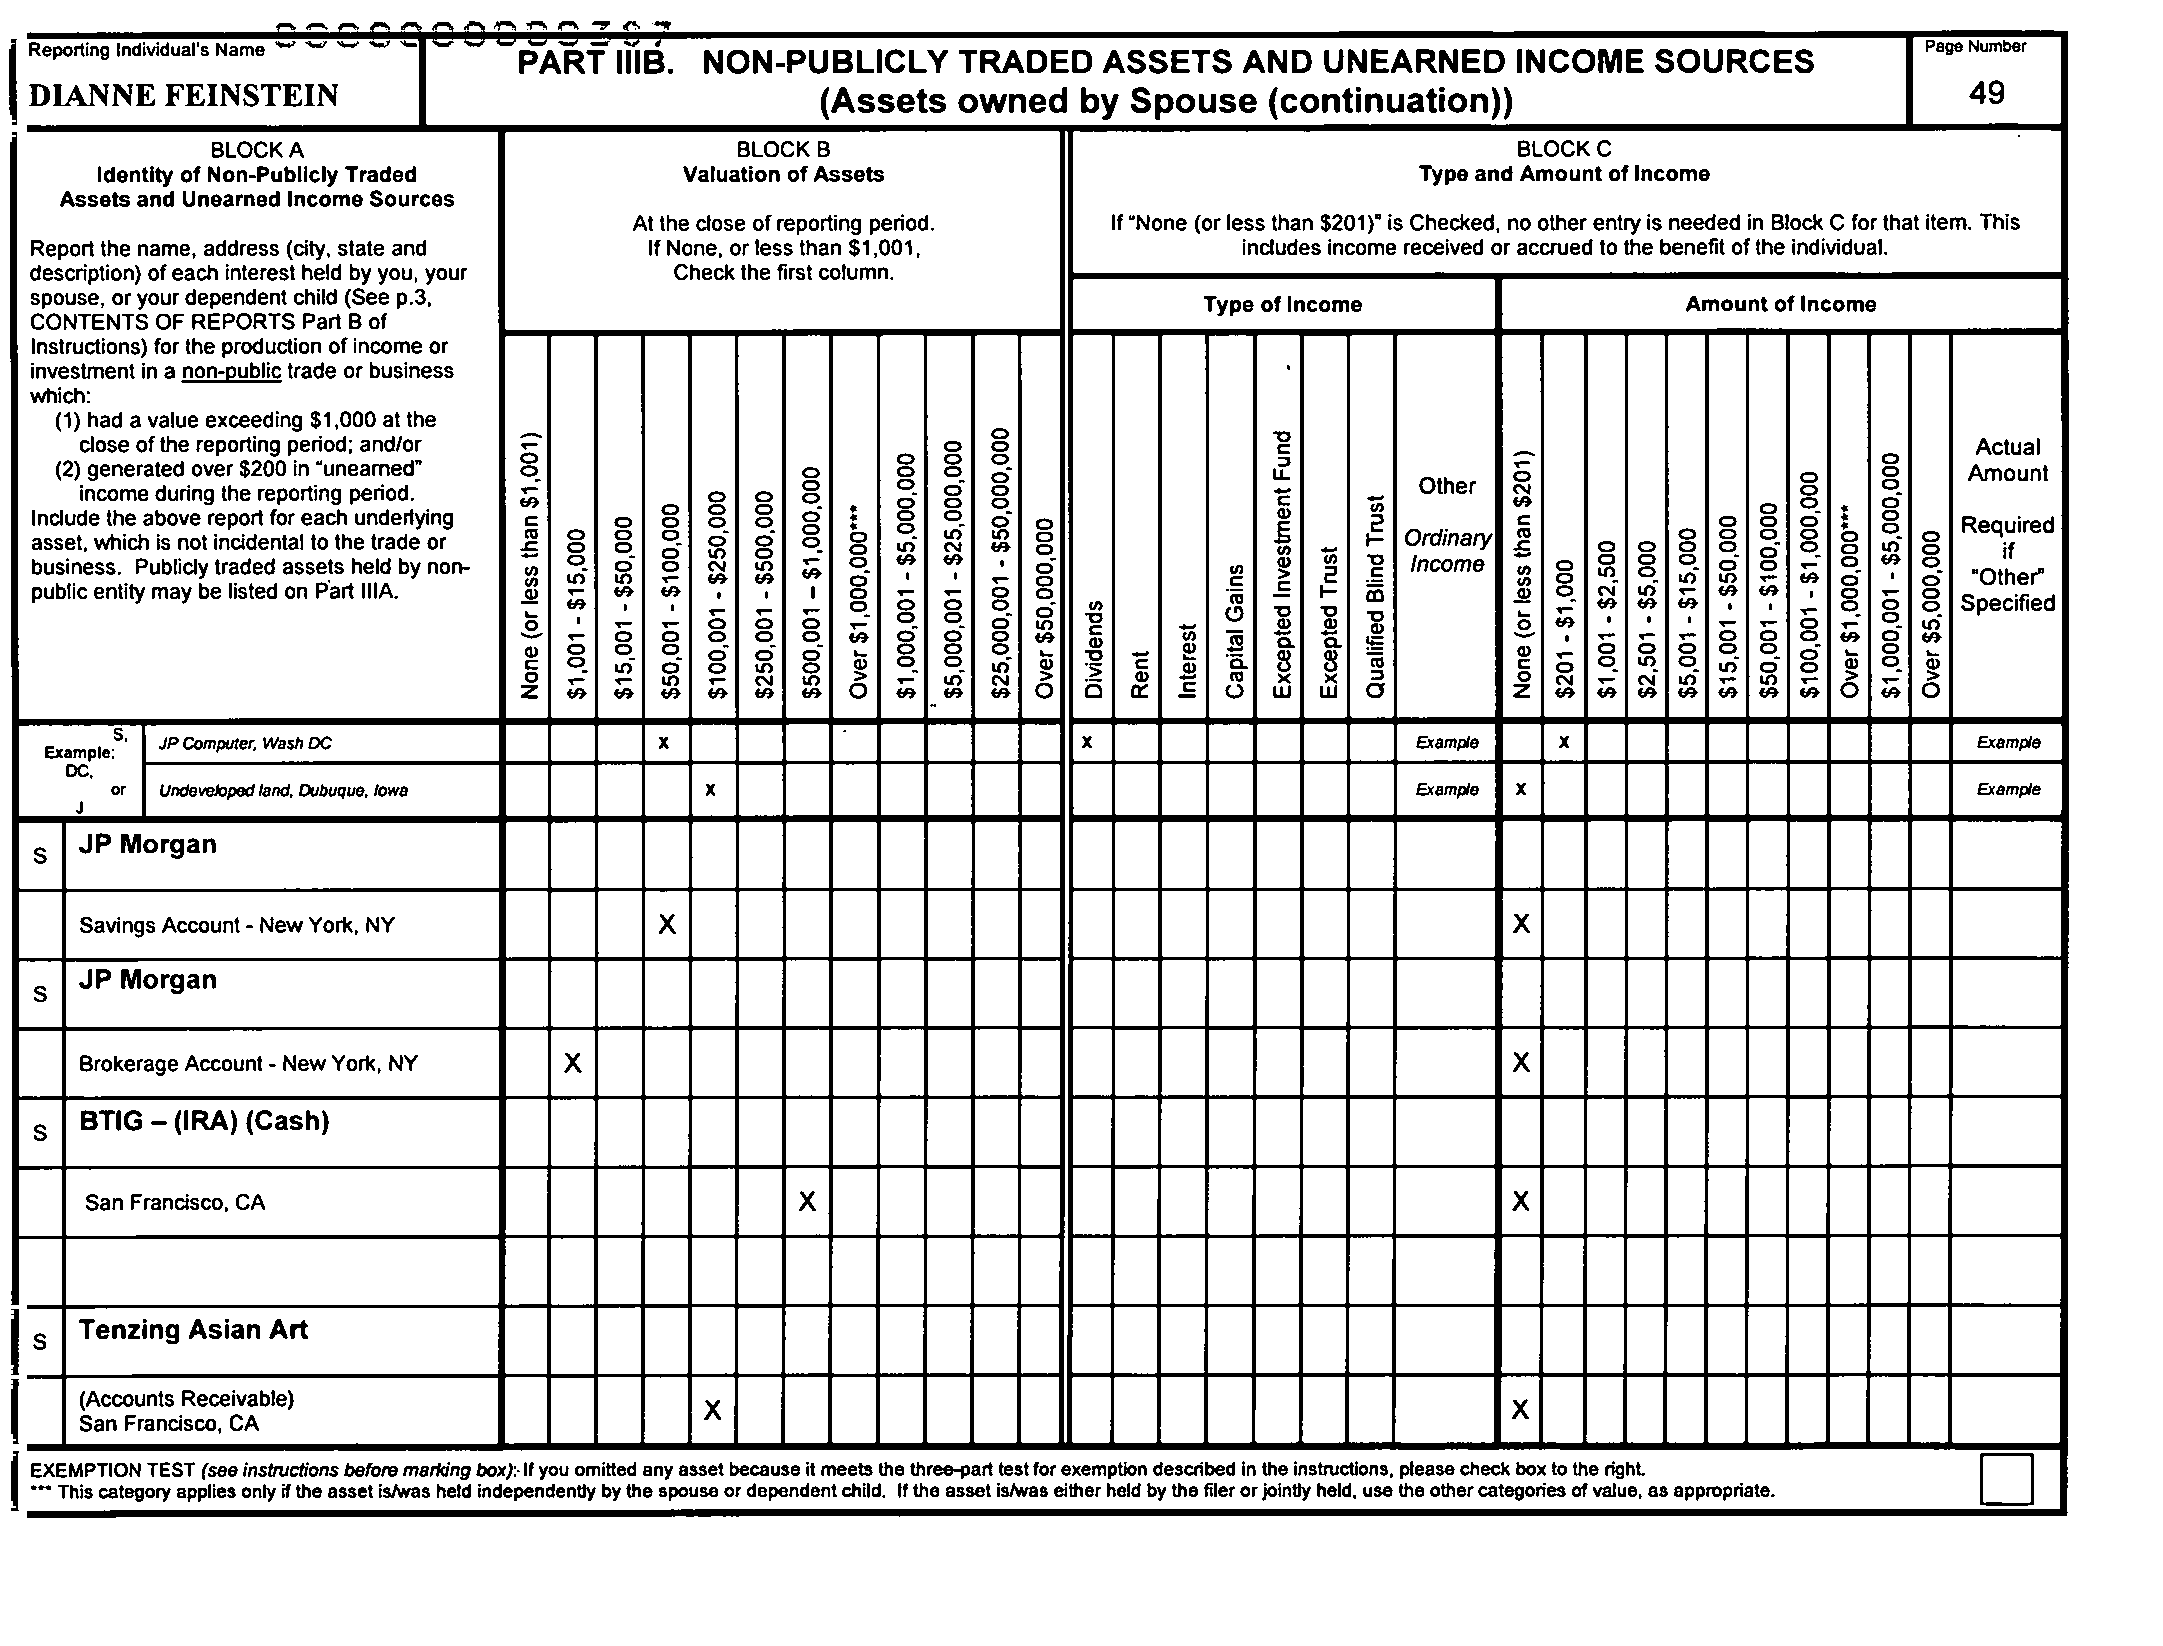 000000000387
Reporting Individual's Name
DIANNE FEINSTEIN
PART IIIB. NON-PUBLICLY TRADED ASSETS AND UNEARNED INCOME SOURCES
(Assets owned by Spouse (continuation))
Page Number
49
BLOCK A
Identity of Non-Publicly Traded
Assets and Unearned Income Sources
Report the name, address (city, state and
description) of each interest held by you, your
spouse, or your dependent child (See p.3,
CONTENTS OF REPORTS Part B of
Instructions) for the production of income or
investment in a non-public trade or business
which:
(1) had a value exceeding $1,000 at the
close of the reporting period; and/or
(2) generated over $200 in "unearned"
income during the reporting period.
Include the above report for each underlying
asset, which is not incidental to the trade or
business. Publicly traded assets held by non-
public entity may be listed on Part IIIA.
BLOCK B
Valuation of Assets
At the close of reporting period.
If None, or less than $1,001,
Check the first column.
BLOCK C
Type and Amount of Income
If "None (or less than $201)" is Checked, no other entry is needed in Block C for that item. This
includes income received or accrued to the benefit of the individual.
Type of Income
Amount of Income
None (or less than $1,001)
$1,001 - $15,000
$15,001 - $50,000
$50,001 - $100,000
$100,001 - $250,000
$250,001 - $500,000
$500,001 – $1,000,000
Over $1,000,000***
$1,000,001 - $5,000,000
$5,000,001 - $25,000,000
$25,000,001 - $50,000,000
Over $50,000,000
Dividends
Rent
Interest
Capital Gains
Excepted Investment Fund
Excepted Trust
Qualified Blind Trust
Other
Ordinary
Income
None (or less than $201)
$201 - $1,000
$1,001 - $2,500
$2,501 - $5,000
$5,001 - $15,000
$15,001 - $50,000
$50,001 - $100,000
$100,001 - $1,000,000
Over $1,000,000***
$1,000,001 - $5,000,000
Over $5,000,000
Actual
Amount
Required
if
"Other"
Specified
Example: S,
DC,
or
J
JP Computer, Wash DC X X Example X Example
Undeveloped land, Dubuque, Iowa X Example X Example
S JP Morgan
Savings Account - New York, NY X X
S JP Morgan
Brokerage Account - New York, NY X X
S BTIG – (IRA) (Cash)
San Francisco, CA X X
S Tenzing Asian Art
(Accounts Receivable)
San Francisco, CA X X
EXEMPTION TEST (see instructions before marking box): If you omitted any asset because it meets the three-part test for exemption described in the instructions, please check box to the right.
*** This category applies only if the asset is/was held independently by the spouse or dependent child. If the asset is/was either held by the filer or jointly held, use the other categories of value, as appropriate.